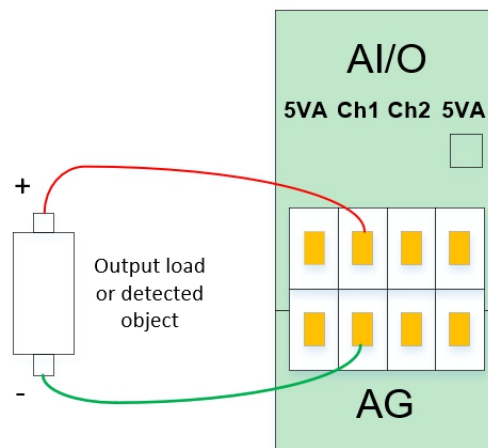 AI/O
5VA Ch1 Ch2 5VA
+
Output load
or detected
object
-
AG